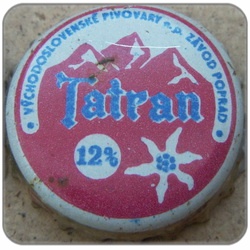 • VÝCHODOSLOVENSKÉ PIVOVARY n.p. ZÁVOD POPRAD •
Tatran
12%